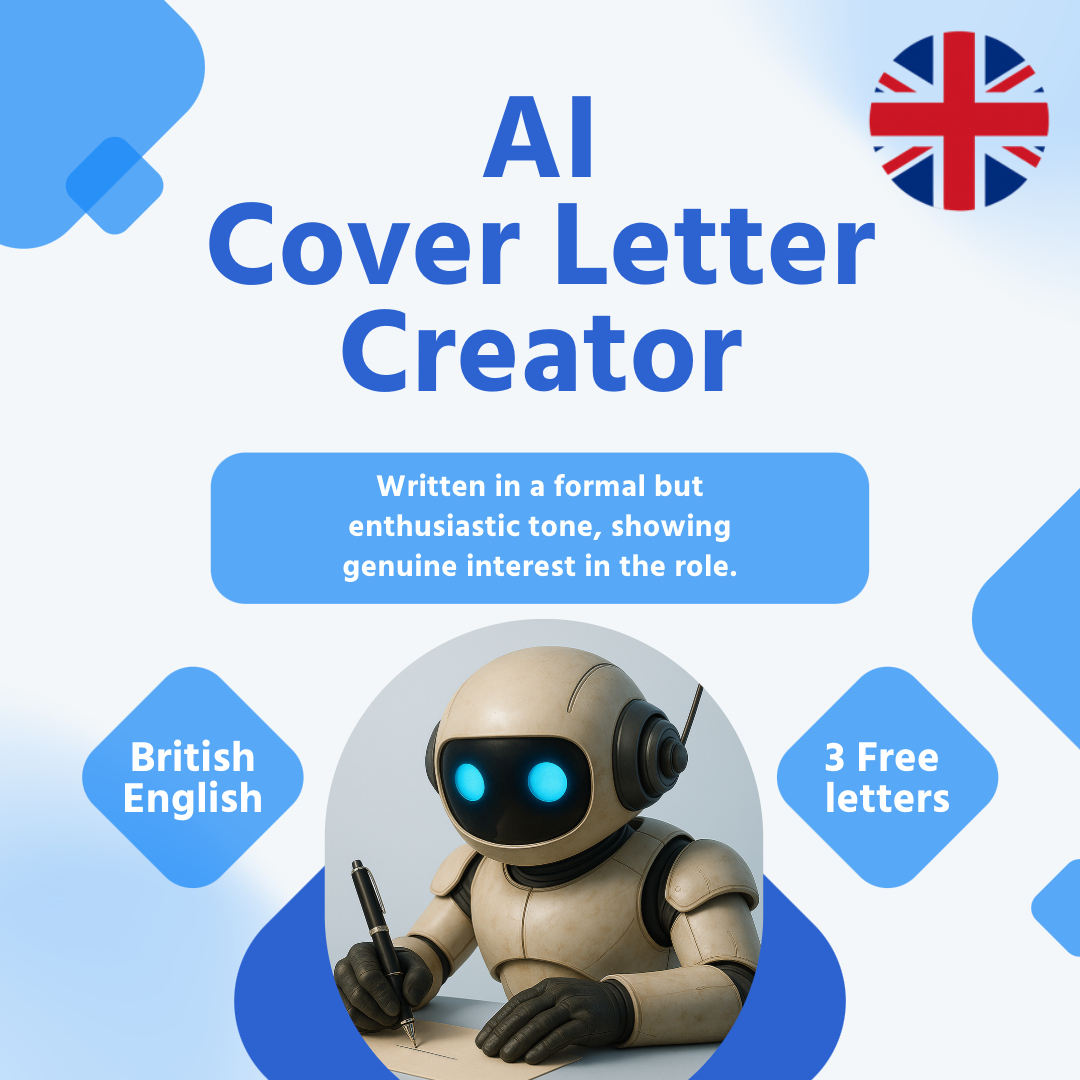 AI
Cover Letter
Creator
Written in a formal but
enthusiastic tone, showing
genuine interest in the role.
British
English
3 Free
letters